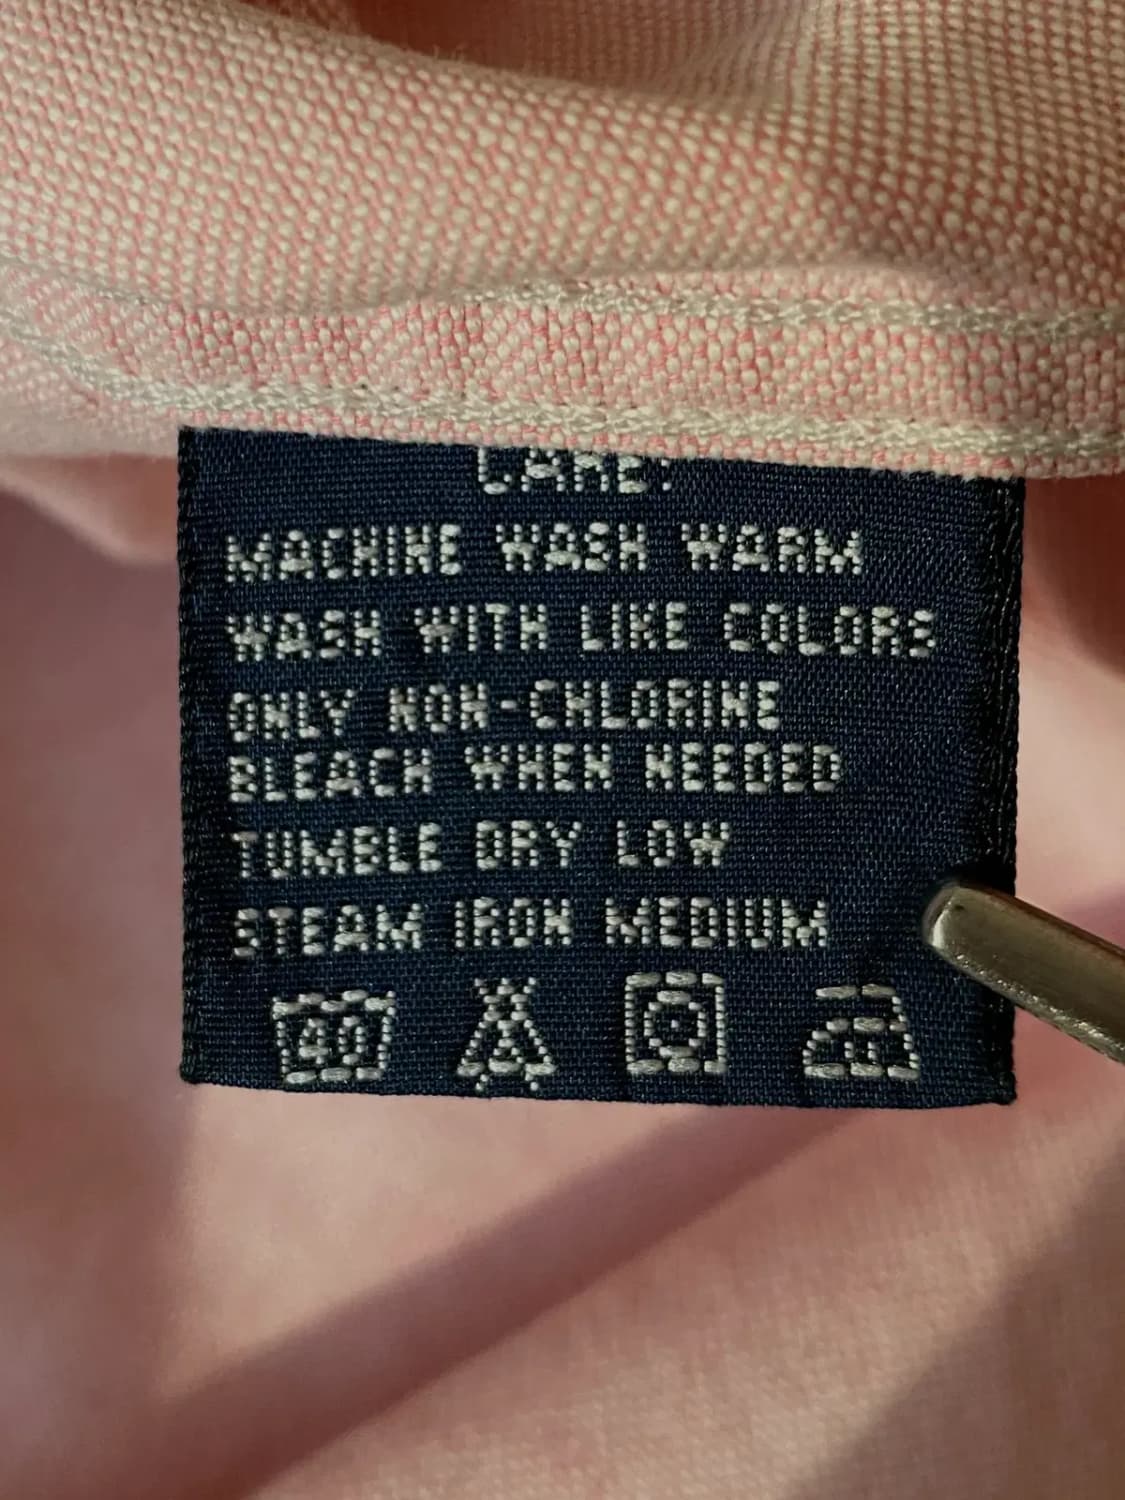 CARE:
MACHINE WASH WARM
WASH WITH LIKE COLORS
ONLY NON-CHLORINE
BLEACH WHEN NEEDED
TUMBLE DRY LOW
STEAM IRON MEDIUM
40